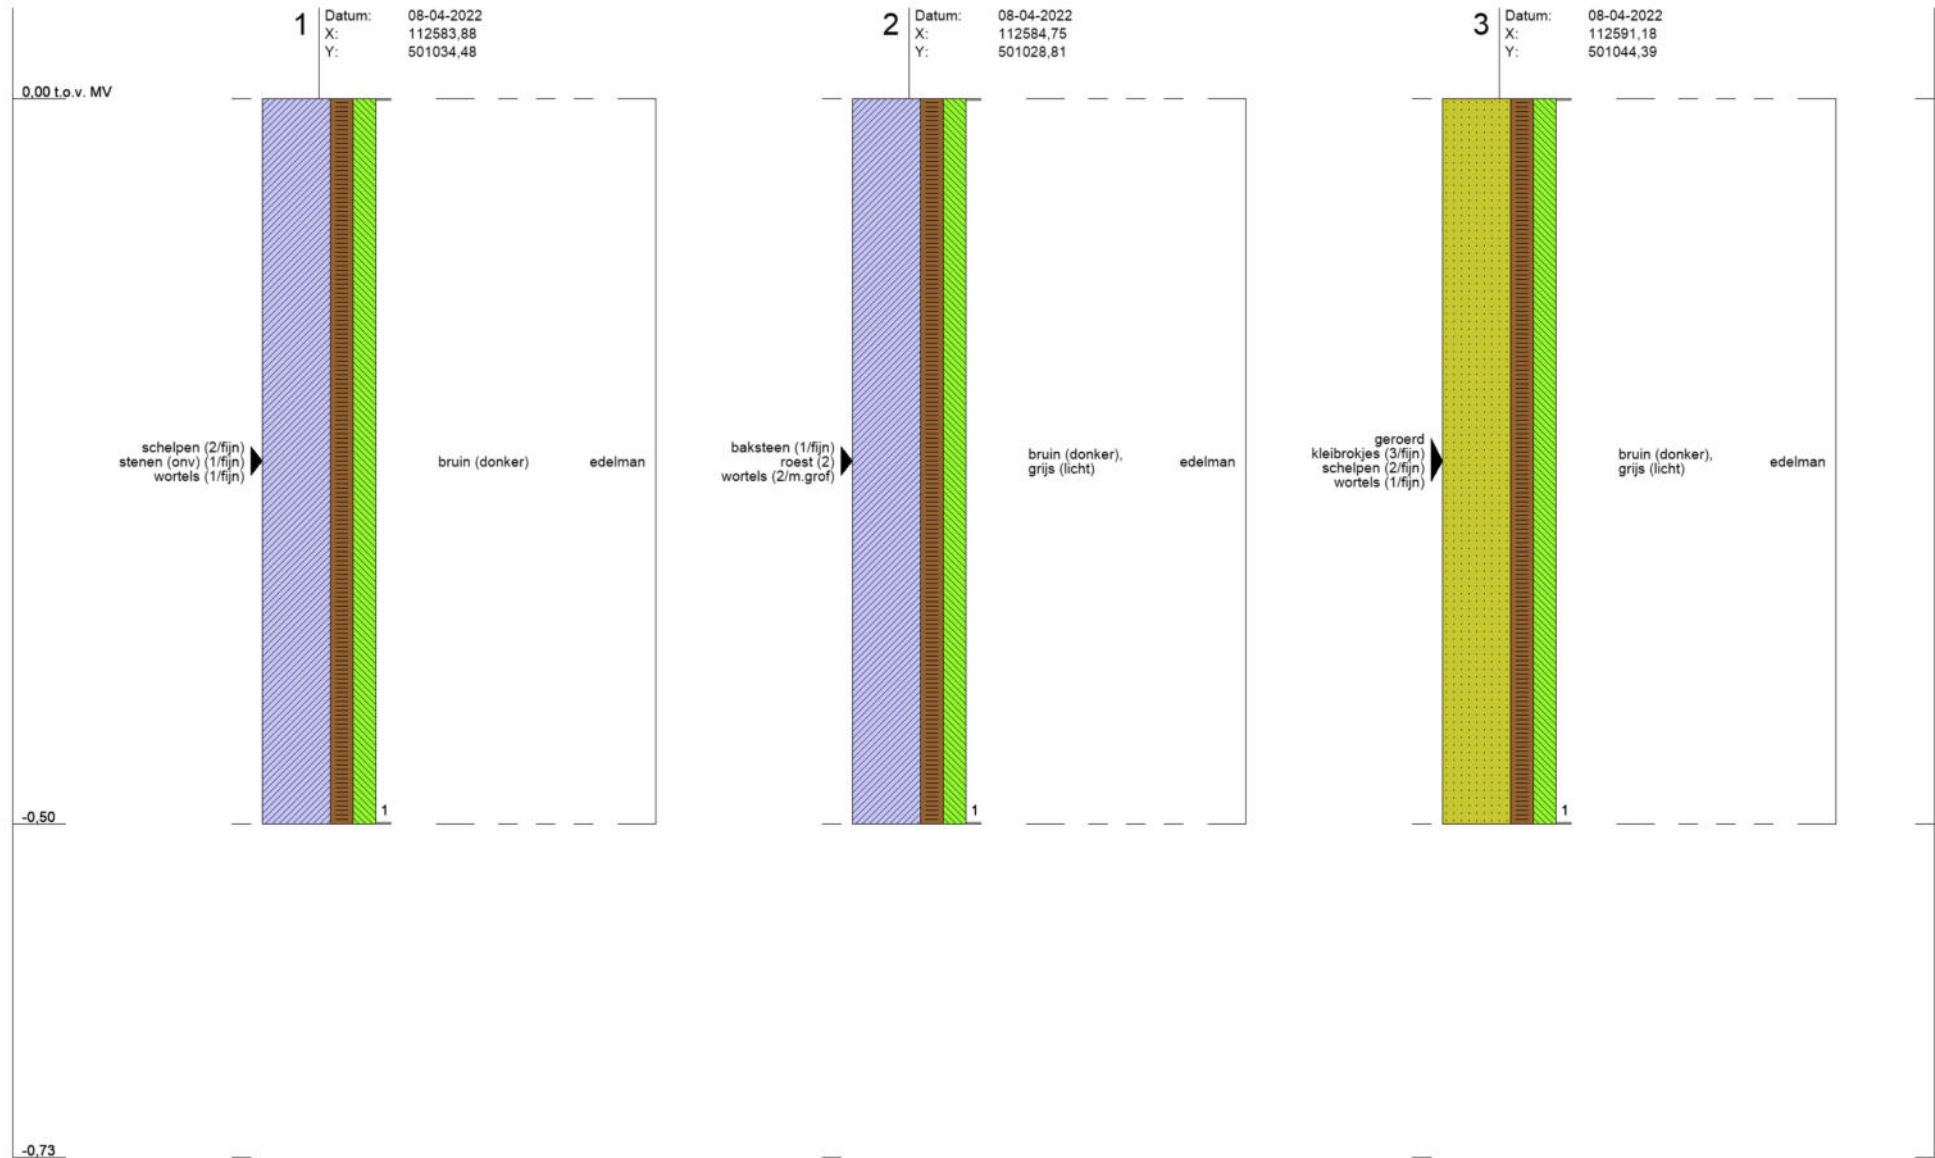 1
Datum: 08-04-2022
X: 112583,88
Y: 501034,48
2
Datum: 08-04-2022
X: 112584,75
Y: 501028,81
3
Datum: 08-04-2022
X: 112591,18
Y: 501044,39
0,00 t.o.v. MV
schelpen (2/fijn)
stenen (onv) (1/fijn)
wortels (1/fijn)
bruin (donker)
edelman
1
baksteen (1/fijn)
roest (2)
wortels (2/m.grof)
bruin (donker),
grijs (licht)
edelman
1
geroerd
kleibrokjes (3/fijn)
schelpen (2/fijn)
wortels (1/fijn)
bruin (donker),
grijs (licht)
edelman
1
-0,50
-0,73